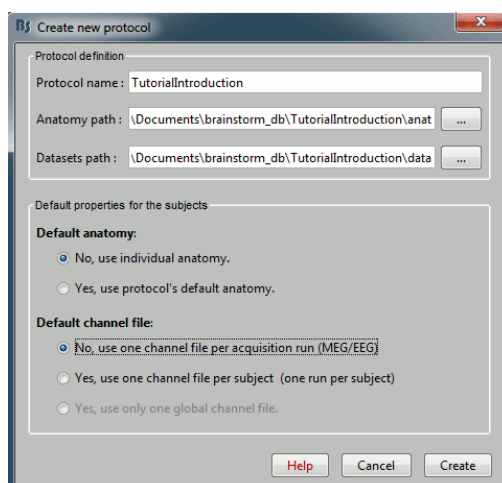 Create new protocol
Protocol definition
Protocol name : TutorialIntroduction
Anatomy path : \Documents\brainstorm_db\TutorialIntroduction\anat ...
Datasets path : \Documents\brainstorm_db\TutorialIntroduction\data ...
Default properties for the subjects
Default anatomy:
No, use individual anatomy.
Yes, use protocol's default anatomy.
Default channel file:
No, use one channel file per acquisition run (MEG/EEG)
Yes, use one channel file per subject (one run per subject)
Yes, use only one global channel file.
Help Cancel Create